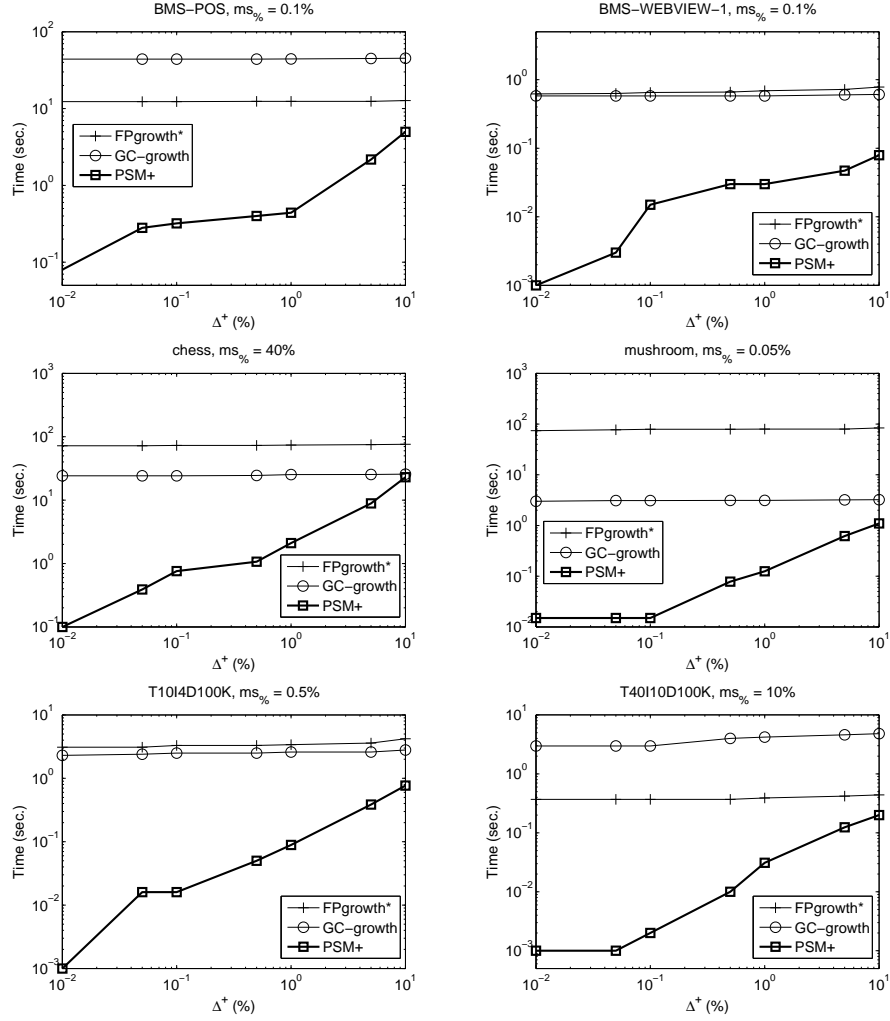 BMS−POS, ms% = 0.1%
10^2
10^1
10^0
10^−1
Time (sec.)
FPgrowth*
GC−growth
PSM+
10^−2
10^−1
10^0
10^1
Δ^+ (%)
BMS−WEBVIEW−1, ms% = 0.1%
10^0
10^−1
10^−2
10^−3
Time (sec.)
FPgrowth*
GC−growth
PSM+
10^−2
10^−1
10^0
10^1
Δ^+ (%)
chess, ms% = 40%
10^3
10^2
10^1
10^0
10^−1
Time (sec.)
FPgrowth*
GC−growth
PSM+
10^−2
10^−1
10^0
10^1
Δ^+ (%)
mushroom, ms% = 0.05%
10^3
10^2
10^1
10^0
10^−1
10^−2
Time (sec.)
FPgrowth*
GC−growth
PSM+
10^−2
10^−1
10^0
10^1
Δ^+ (%)
T10I4D100K, ms% = 0.5%
10^1
10^0
10^−1
10^−2
10^−3
Time (sec.)
FPgrowth*
GC−growth
PSM+
10^−2
10^−1
10^0
10^1
Δ^+ (%)
T40I10D100K, ms% = 10%
10^1
10^0
10^−1
10^−2
10^−3
Time (sec.)
FPgrowth*
GC−growth
PSM+
10^−2
10^−1
10^0
10^1
Δ^+ (%)